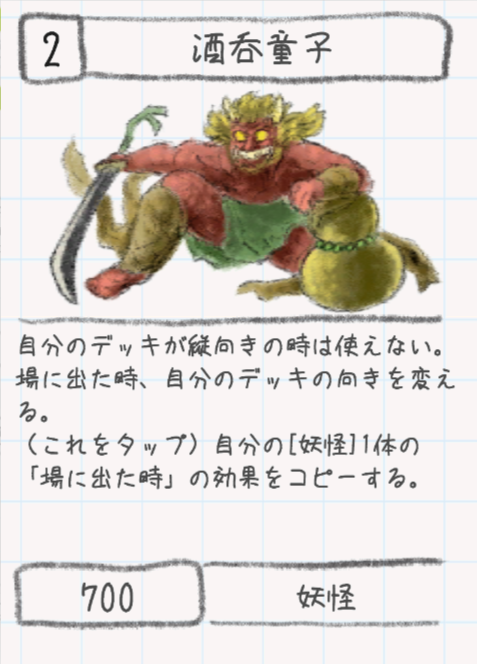 2
酒呑童子
自分のデッキが縦向きの時は使えない。
場に出た時、自分のデッキの向きを変え
る。
（これをタップ）自分の[妖怪]1体の
「場に出た時」の効果をコピーする。
700
妖怪